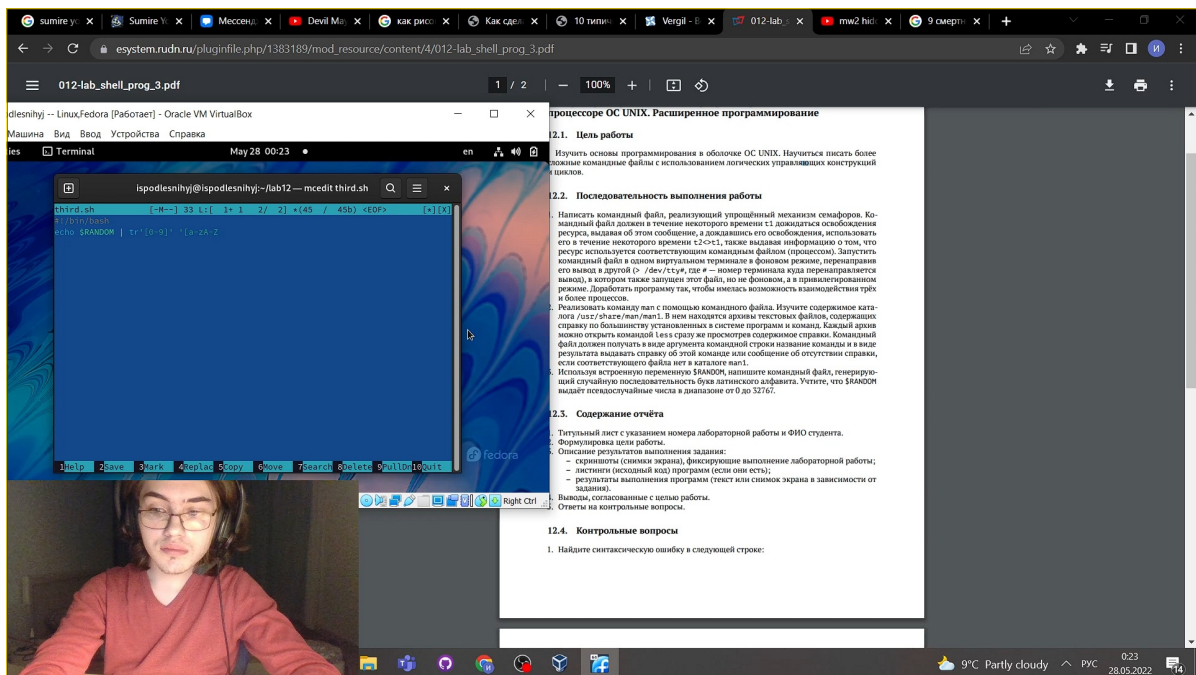 sumire yo
Sumire Yo
Мессенд
Devil May
как рисо
Как сдел
10 типич
Vergil - B
012-lab_s
mw2 hid
9 смертн
esystem.rudn.ru/pluginfile.php/1383189/mod_resource/content/4/012-lab_shell_prog_3.pdf
И
012-lab_shell_prog_3.pdf
1 / 2
100%
dlesnihyj -- Linux,Fedora [Работает] - Oracle VM VirtualBox
Машина Вид Ввод Устройства Справка
ies Terminal May 28 00:23 en
ispodlesnihyj@ispodlesnihyj:~/lab12 — mcedit third.sh
third.sh [-M--] 33 L:[ 1+ 1 2/ 2] *(45 / 45b) <EOF> [*][X]
#!/bin/bash
echo $RANDOM | tr'[0-9]' '[a-zA-Z
1Help 2Save 3Mark 4Replac 5Copy 6Move 7Search 8Delete 9PullDn 10Quit
fedora
Right Ctrl
процессоре ОС UNIX. Расширенное программирование
12.1. Цель работы
Изучить основы программирования в оболочке ОС UNIX. Научиться писать более
сложные командные файлы с использованием логических управляющих конструкций
и циклов.
12.2. Последовательность выполнения работы
. Написать командный файл, реализующий упрощённый механизм семафоров. Ко-
мандный файл должен в течение некоторого времени t1 дожидаться освобождения
ресурса, выдавая об этом сообщение, а дождавшись его освобождения, использовать
его в течение некоторого времени t2<>t1, также выдавая информацию о том, что
ресурс используется соответствующим командным файлом (процессом). Запустить
командный файл в одном виртуальном терминале в фоновом режиме, перенаправив
его вывод в другой (> /dev/tty#, где # — номер терминала куда перенаправляется
вывод), в котором также запущен этот файл, но не фоновом, а в привилегированном
режиме. Доработать программу так, чтобы имелась возможность взаимодействия трёх
и более процессов.
. Реализовать команду man с помощью командного файла. Изучите содержимое ката-
лога /usr/share/man/man1. В нем находятся архивы текстовых файлов, содержащих
справку по большинству установленных в системе программ и команд. Каждый архив
можно открыть командой less сразу же просмотрев содержимое справки. Командный
файл должен получать в виде аргумента командной строки название команды и в виде
результата выдавать справку об этой команде или сообщение об отсутствии справки,
если соответствующего файла нет в каталоге man1.
. Используя встроенную переменную $RANDOM, напишите командный файл, генерирую-
щий случайную последовательность букв латинского алфавита. Учтите, что $RANDOM
выдаёт псевдослучайные числа в диапазоне от 0 до 32767.
12.3. Содержание отчёта
. Титульный лист с указанием номера лабораторной работы и ФИО студента.
. Формулировка цели работы.
. Описание результатов выполнения задания:
– скриншоты (снимки экрана), фиксирующие выполнение лабораторной работы;
– листинги (исходный код) программ (если они есть);
– результаты выполнения программ (текст или снимок экрана в зависимости от
задания).
. Выводы, согласованные с целью работы.
. Ответы на контрольные вопросы.
12.4. Контрольные вопросы
1. Найдите синтаксическую ошибку в следующей строке:
9°C Partly cloudy
РУС
0:23
28.05.2022
14